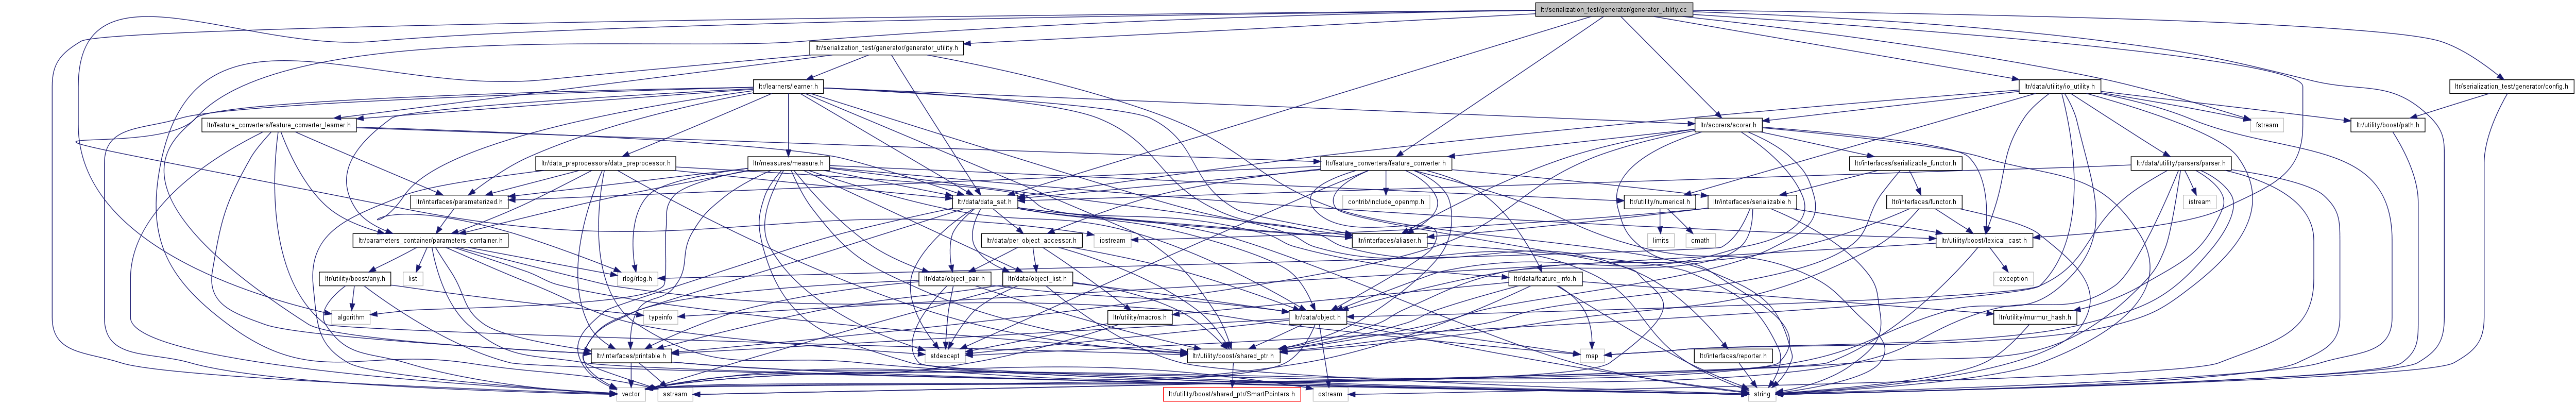 ltr/serialization_test/generator/generator_utility.cc
ltr/serialization_test/generator/generator_utility.h
ltr/learners/learner.h
ltr/data/utility/io_utility.h
ltr/serialization_test/generator/config.h
ltr/feature_converters/feature_converter_learner.h
ltr/scorers/scorer.h
fstream
ltr/utility/boost/path.h
ltr/data_preprocessors/data_preprocessor.h
ltr/measures/measure.h
ltr/feature_converters/feature_converter.h
ltr/interfaces/serializable_functor.h
ltr/data/utility/parsers/parser.h
ltr/interfaces/parameterized.h
ltr/data/data_set.h
contrib/include_openmp.h
ltr/utility/numerical.h
ltr/interfaces/serializable.h
ltr/interfaces/functor.h
istream
ltr/parameters_container/parameters_container.h
ltr/data/per_object_accessor.h
iostream
ltr/interfaces/aliaser.h
limits
cmath
ltr/utility/boost/lexical_cast.h
ltr/utility/boost/any.h
list
rlog/rlog.h
ltr/data/object_pair.h
ltr/data/object_list.h
ltr/data/feature_info.h
exception
algorithm
typeinfo
ltr/utility/macros.h
ltr/data/object.h
ltr/utility/murmur_hash.h
ltr/interfaces/printable.h
stdexcept
ltr/utility/boost/shared_ptr.h
map
ltr/interfaces/reporter.h
vector
sstream
ltr/utility/boost/shared_ptr/SmartPointers.h
ostream
string